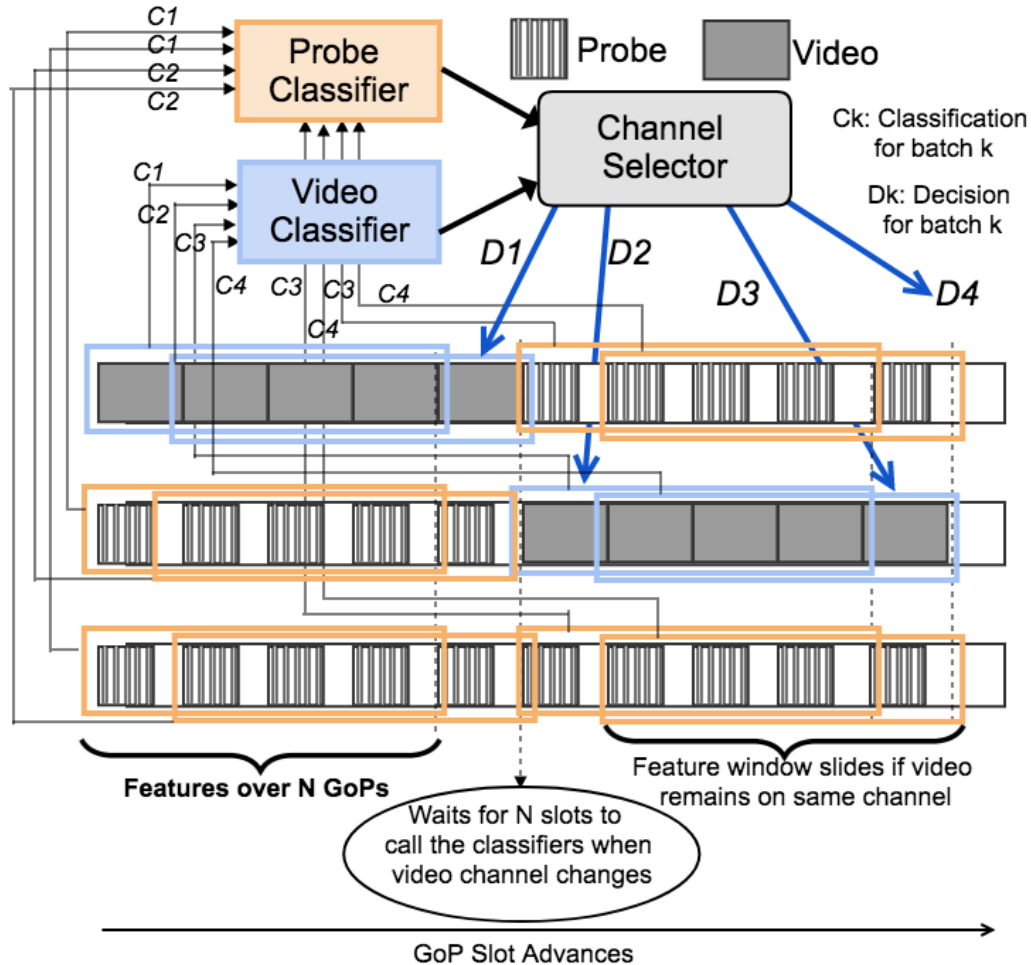 C1
C1
C2
C2
Probe
Classifier
Probe
Video
Channel
Selector
Ck: Classification
for batch k
Dk: Decision
for batch k
Video
Classifier
C1
C2
C3
C4
C3
C3
C4
C4
D1
D2
D3
D4
Features over N GoPs
Feature window slides if video
remains on same channel
Waits for N slots to
call the classifiers when
video channel changes
GoP Slot Advances